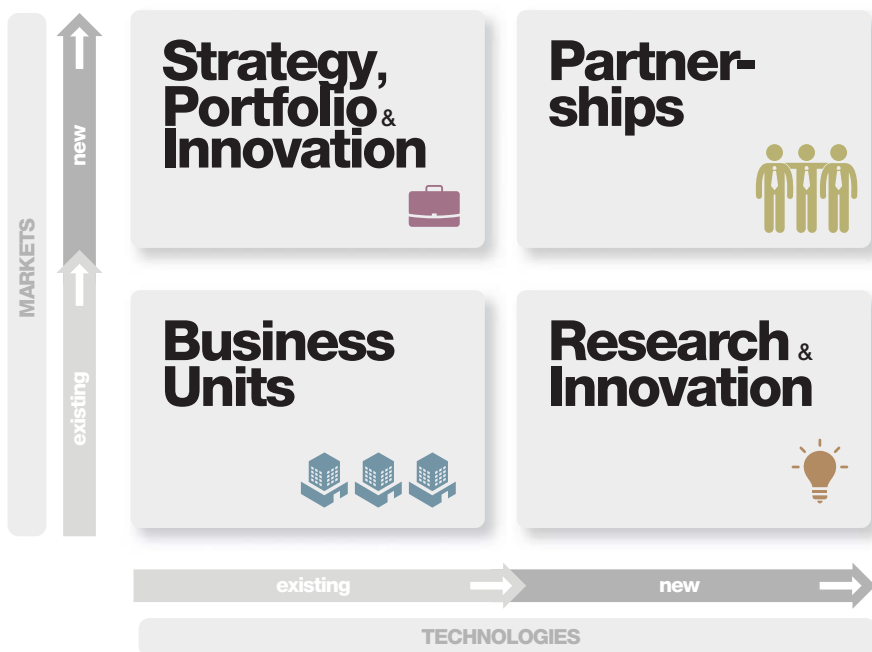 MARKETS
new
existing
Strategy,
Portfolio &
Innovation
Partner-
ships
Business
Units
Research &
Innovation
existing
new
TECHNOLOGIES